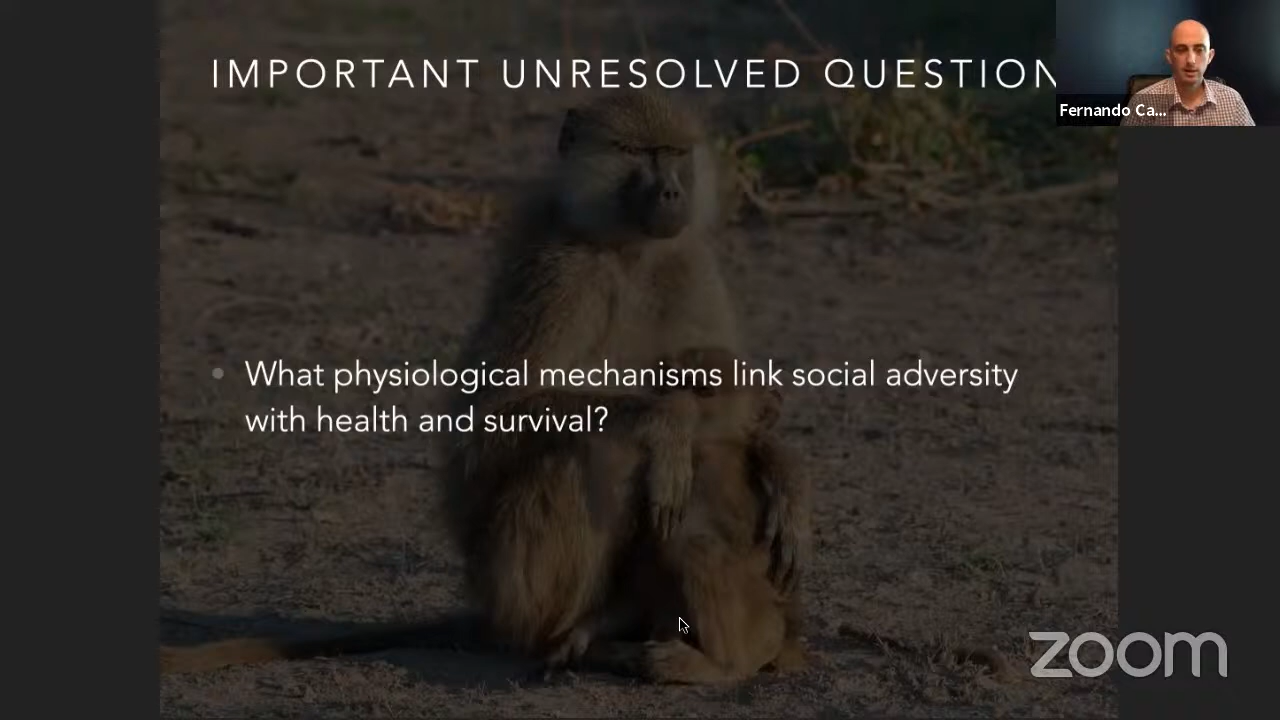 IMPORTANT UNRESOLVED QUESTION
Fernando Ca...
• What physiological mechanisms link social adversity
with health and survival?
zoom